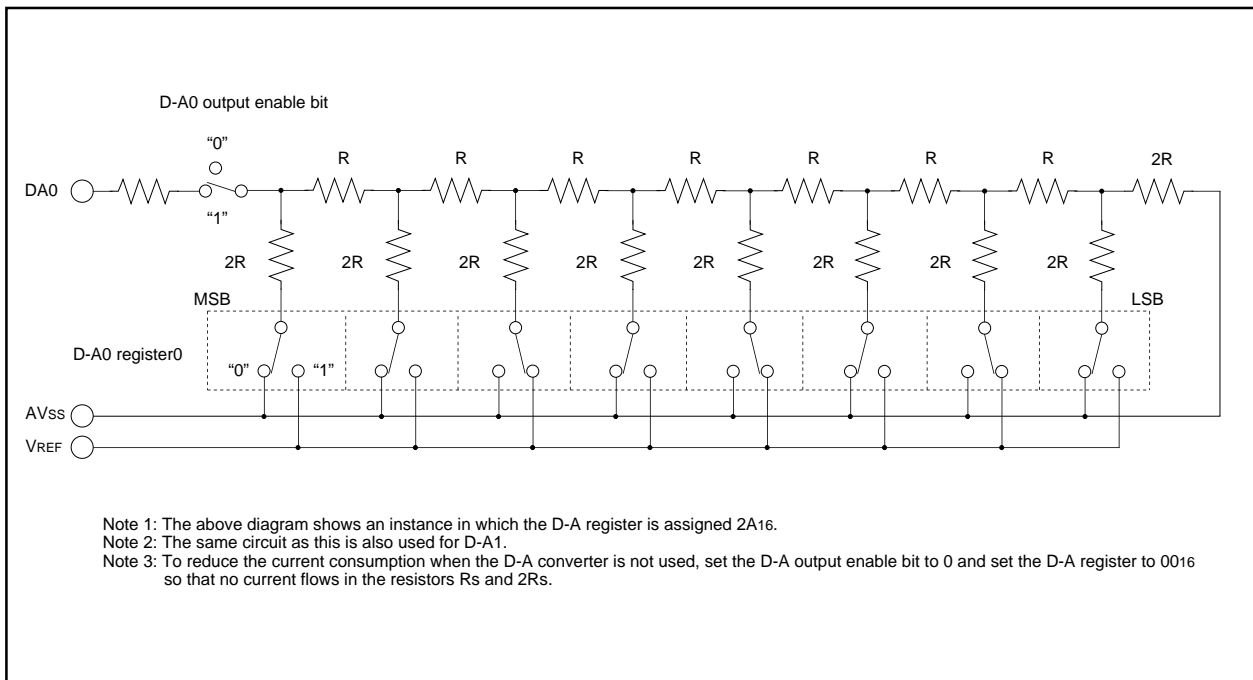 D-A0 output enable bit
“0”
R R R R R R R 2R
DA0
“1”
2R 2R 2R 2R 2R 2R 2R 2R
MSB LSB
D-A0 register0
“0” “1”
AVSS
VREF
Note 1: The above diagram shows an instance in which the D-A register is assigned 2A16.
Note 2: The same circuit as this is also used for D-A1.
Note 3: To reduce the current consumption when the D-A converter is not used, set the D-A output enable bit to 0 and set the D-A register to 0016
so that no current flows in the resistors Rs and 2Rs.